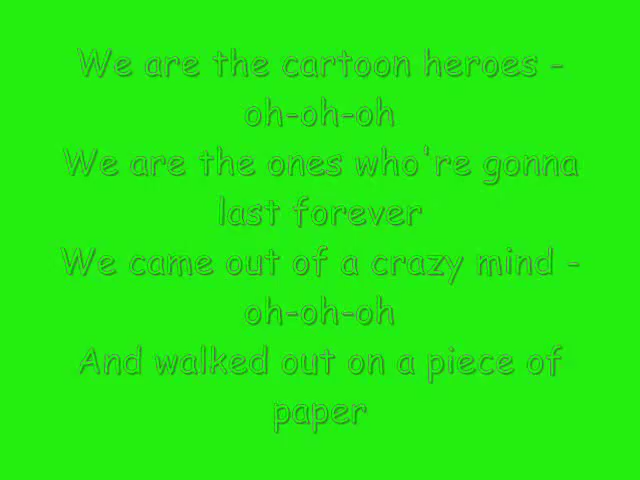 We are the cartoon heroes -
oh-oh-oh
We are the ones who're gonna
last forever
We came out of a crazy mind -
oh-oh-oh
And walked out on a piece of
paper